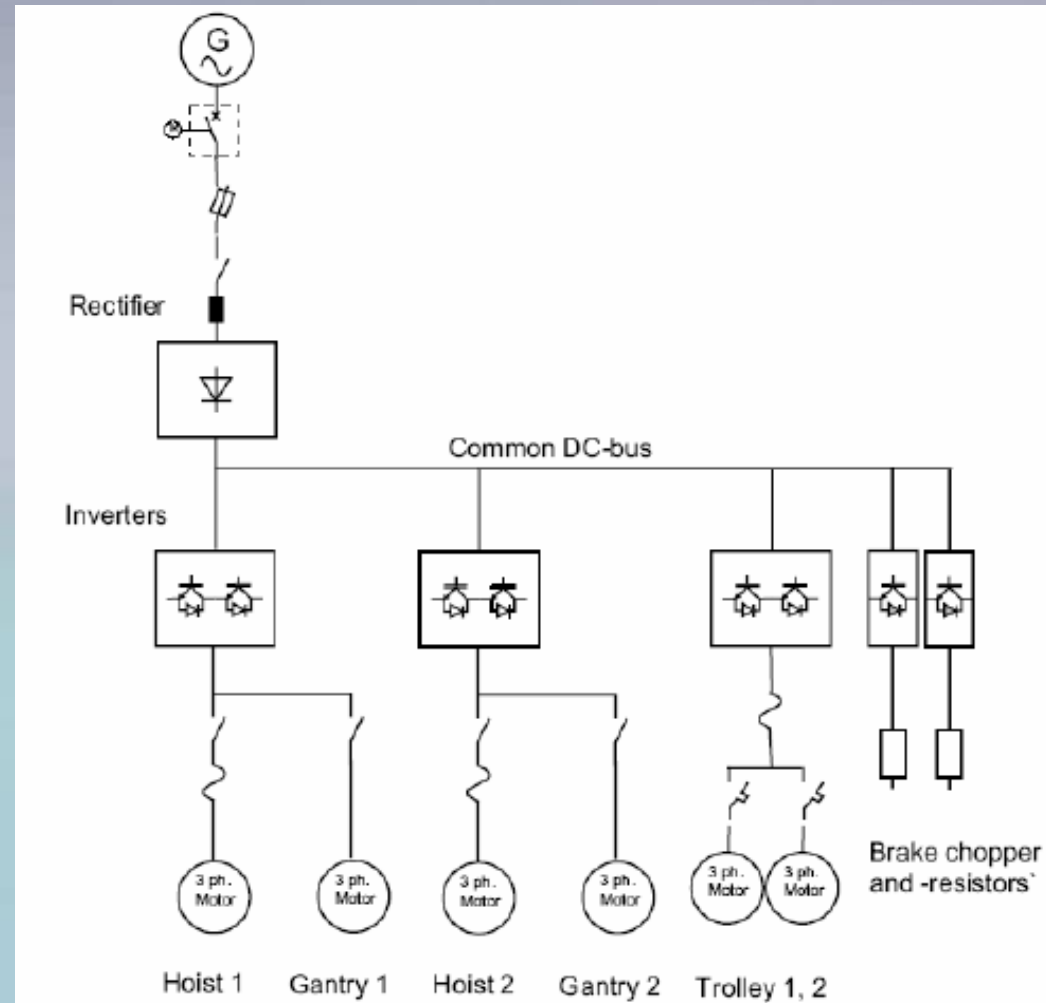 G
Rectifier
Common DC-bus
Inverters
Brake chopper
and -resistors`
3 ph.
Motor
3 ph.
Motor
3 ph.
Motor
3 ph.
Motor
3 ph.
Motor
3 ph.
Motor
Hoist 1
Gantry 1
Hoist 2
Gantry 2
Trolley 1, 2